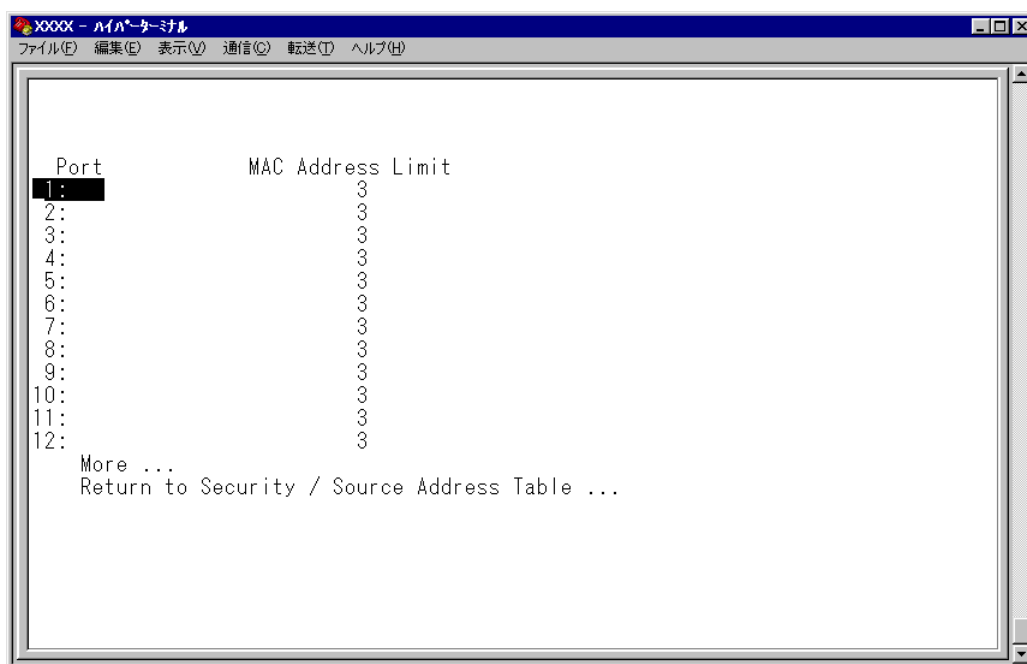 XXXX - ﾊｲﾊﾟｰﾀｰﾐﾅﾙ
ファイル(F) 編集(E) 表示(V) 通信(C) 転送(T) ヘルプ(H)
Port MAC Address Limit
1: 3
2: 3
3: 3
4: 3
5: 3
6: 3
7: 3
8: 3
9: 3
10: 3
11: 3
12: 3
More ...
Return to Security / Source Address Table ...